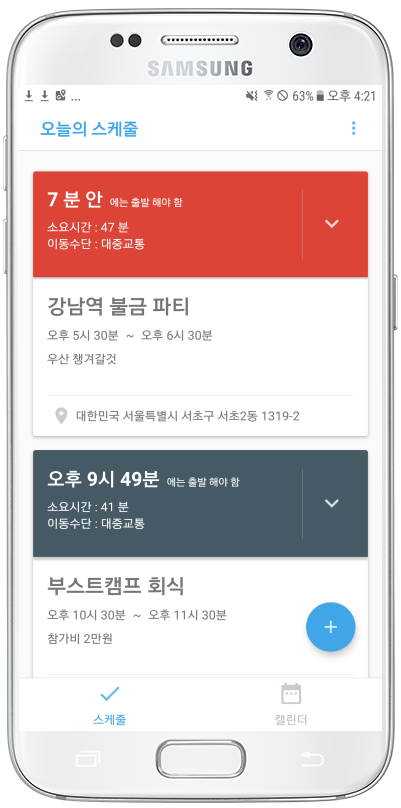 SAMSUNG
... 63% 오후 4:21
오늘의 스케줄
7 분 안 에는 출발 해야 함
소요시간 : 47 분
이동수단 : 대중교통
강남역 불금 파티
오후 5시 30분 ~ 오후 6시 30분
우산 챙겨갈것
대한민국 서울특별시 서초구 서초2동 1319-2
오후 9시 49분 에는 출발 해야 함
소요시간 : 41 분
이동수단 : 대중교통
부스트캠프 회식
오후 10시 30분 ~ 오후 11시 30분
참가비 2만원
스케줄 캘린더